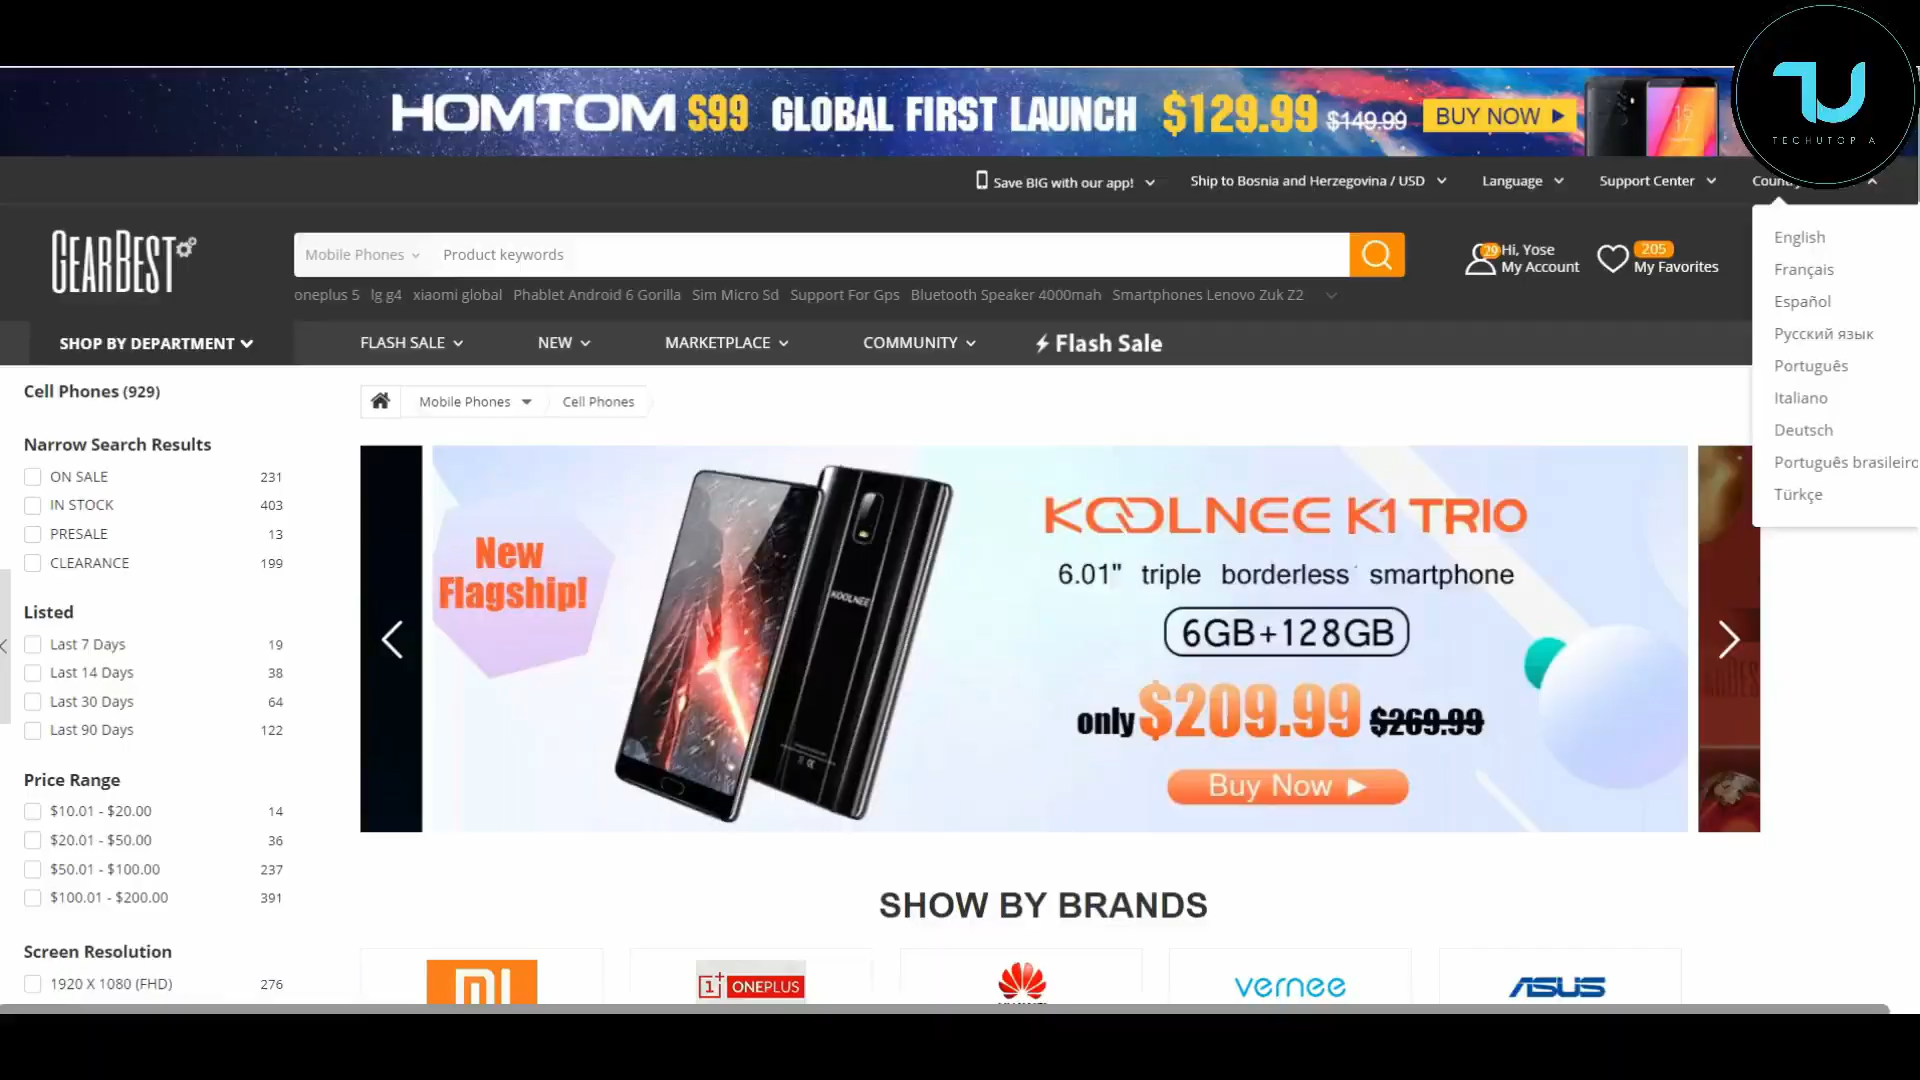 HOMTOM S99 GLOBAL FIRST LAUNCH $129.99 $149.99 BUY NOW
TU
TECHUTOPIA
Save BIG with our app! Ship to Bosnia and Herzegovina / USD Language Support Center
GEARBEST
Mobile Phones Product keywords
29 Hi, Yose
My Account
205
My Favorites
oneplus 5 lg g4 xiaomi global Phablet Android 6 Gorilla Sim Micro Sd Support For Gps Bluetooth Speaker 4000mah Smartphones Lenovo Zuk Z2
English
Français
Español
Русский язык
Português
Italiano
Deutsch
Português brasileiro
Türkçe
SHOP BY DEPARTMENT FLASH SALE NEW MARKETPLACE COMMUNITY Flash Sale
Cell Phones (929)
Narrow Search Results
ON SALE 231
IN STOCK 403
PRESALE 13
CLEARANCE 199
Listed
Last 7 Days 19
Last 14 Days 38
Last 30 Days 64
Last 90 Days 122
Price Range
$10.01 - $20.00 14
$20.01 - $50.00 36
$50.01 - $100.00 237
$100.01 - $200.00 391
Screen Resolution
1920 X 1080 (FHD) 276
Mobile Phones Cell Phones
New
Flagship!
KOOLNEE
KOOLNEE K1 TRIO
6.01" triple borderless smartphone
6GB+128GB
only $209.99 $269.99
Buy Now
SHOW BY BRANDS
MI
1+ ONEPLUS
vernee
ASUS